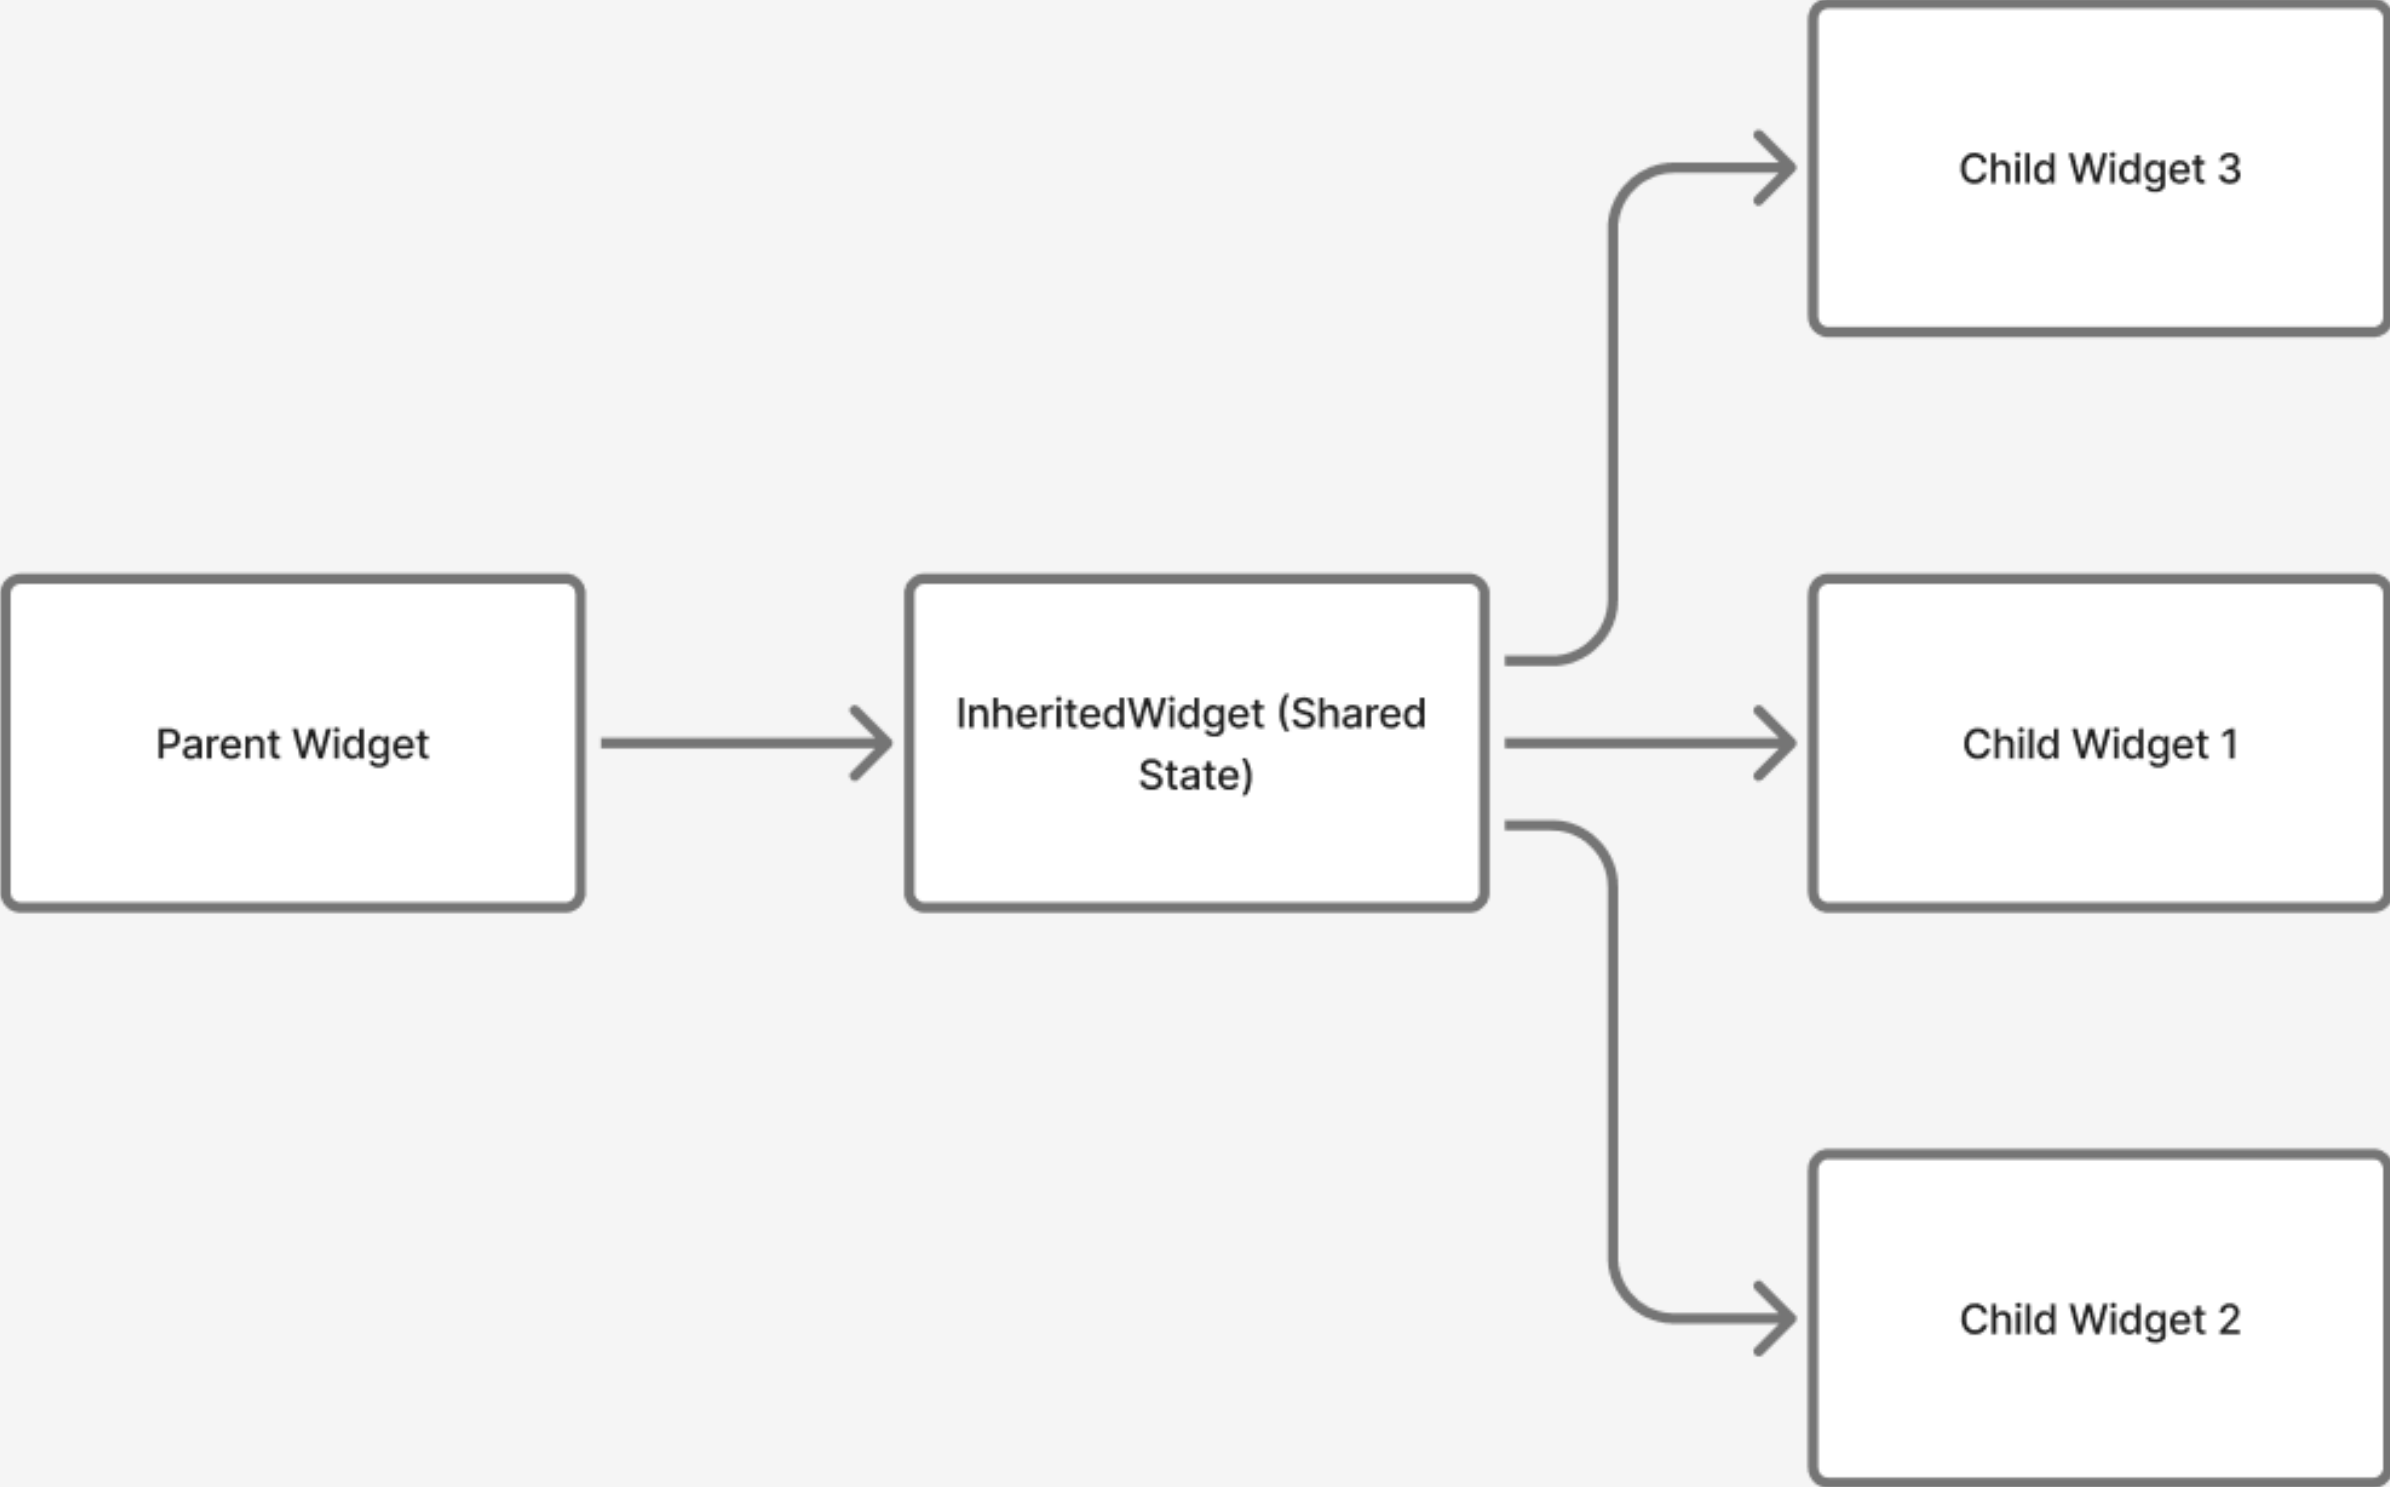 Child Widget 3
Parent Widget
InheritedWidget (Shared
State)
Child Widget 1
Child Widget 2